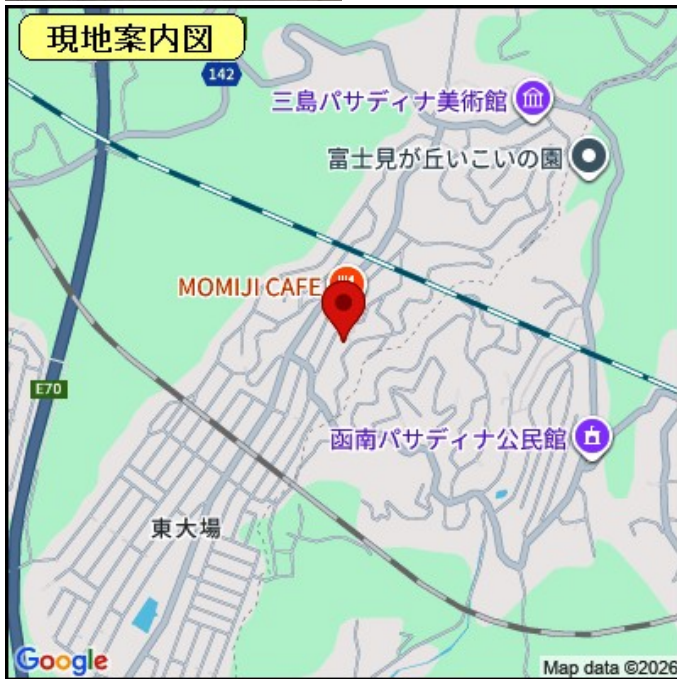 現地案内図
142
三島パサディナ美術館
富士見が丘いこいの園
MOMIJI CAFE
E70
函南パサディナ公民館
東大場
Google
Map data ©2026